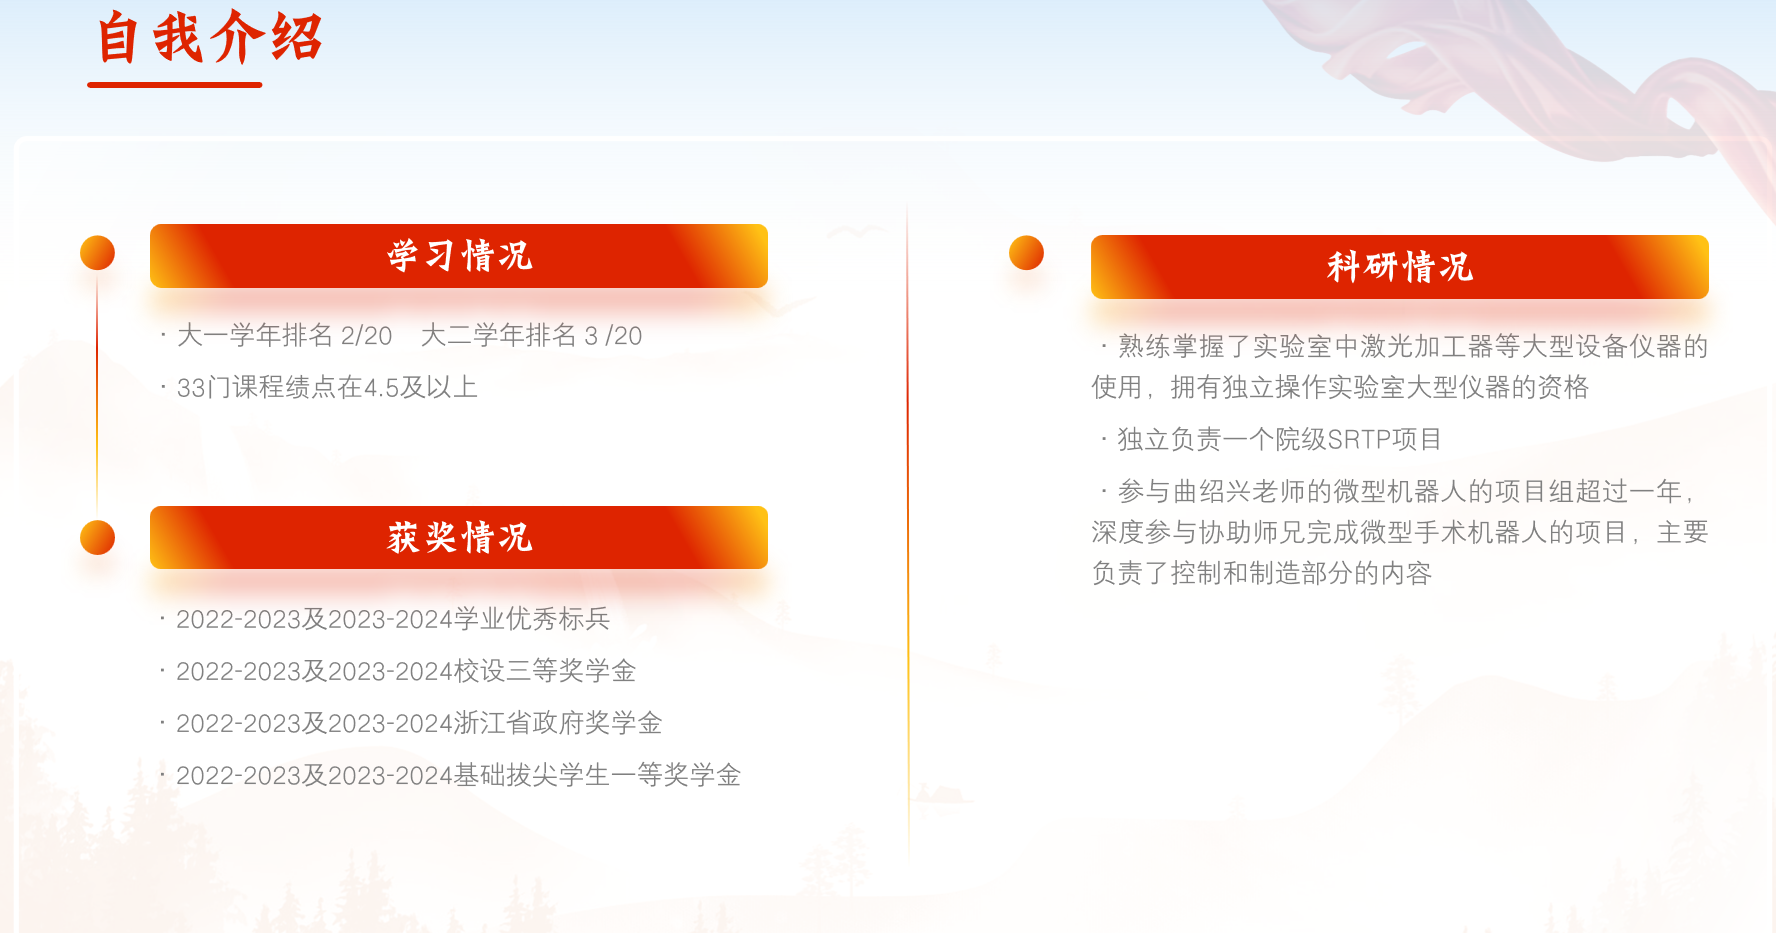 自我介绍
学习情况
· 大一学年排名 2/20 大二学年排名 3 /20
· 33门课程绩点在4.5及以上
获奖情况
· 2022-2023及2023-2024学业优秀标兵
· 2022-2023及2023-2024校设三等奖学金
· 2022-2023及2023-2024浙江省政府奖学金
· 2022-2023及2023-2024基础拔尖学生一等奖学金
科研情况
· 熟练掌握了实验室中激光加工器等大型设备仪器的
使用，拥有独立操作实验室大型仪器的资格
· 独立负责一个院级SRTP项目
· 参与曲绍兴老师的微型机器人的项目组超过一年，
深度参与协助师兄完成微型手术机器人的项目，主要
负责了控制和制造部分的内容